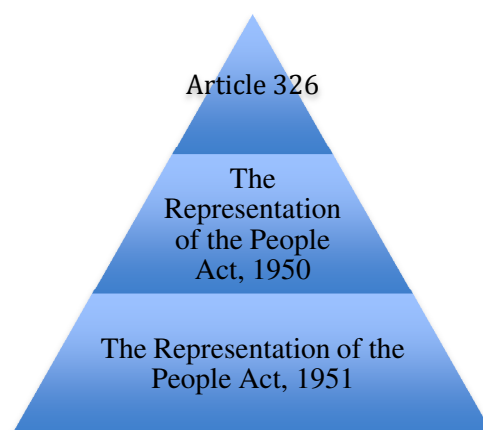 Article 326
The
Representation
of the People
Act, 1950
The Representation of the
People Act, 1951